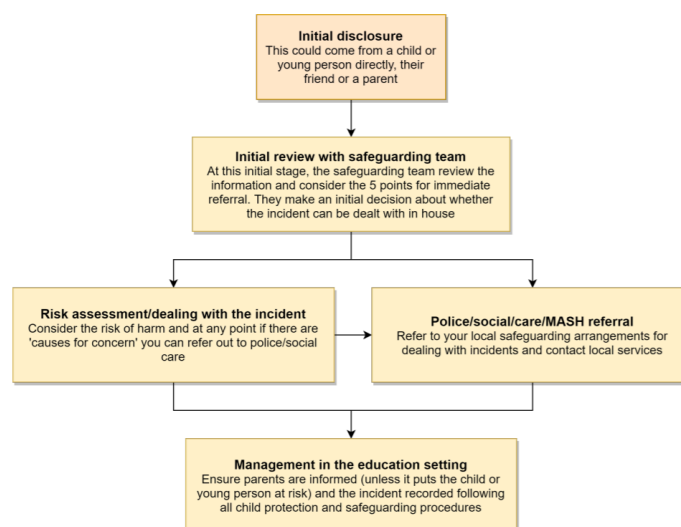 Initial disclosure
This could come from a child or
young person directly, their
friend or a parent
Initial review with safeguarding team
At this initial stage, the safeguarding team review the
information and consider the 5 points for immediate
referral. They make an initial decision about whether
the incident can be dealt with in house
Risk assessment/dealing with the incident
Consider the risk of harm and at any point if there are
'causes for concern' you can refer out to police/social
care
Police/social/care/MASH referral
Refer to your local safeguarding arrangements for
dealing with incidents and contact local services
Management in the education setting
Ensure parents are informed (unless it puts the child or
young person at risk) and the incident recorded following
all child protection and safeguarding procedures